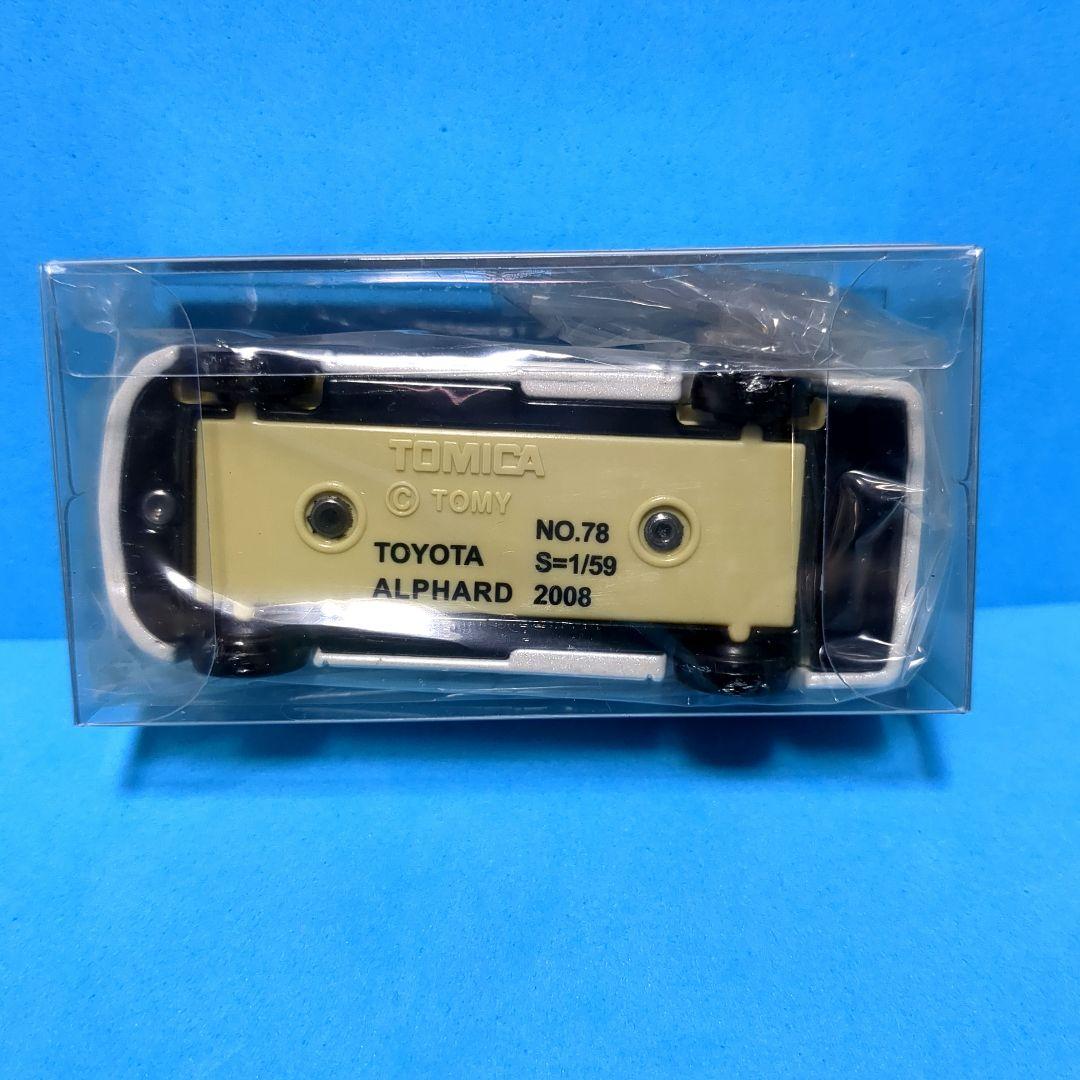 TOMICA
© TOMY
NO.78
TOYOTA S=1/59
ALPHARD 2008